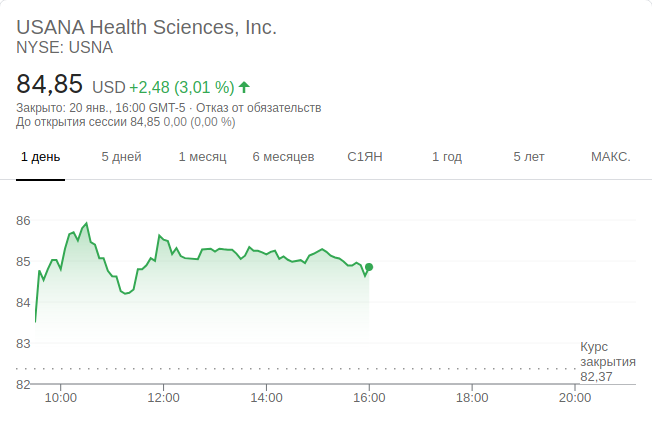 USANA Health Sciences, Inc.
NYSE: USNA
84,85 USD +2,48 (3,01 %)
Закрыто: 20 янв., 16:00 GMT-5 · Отказ от обязательств
До открытия сессии 84,85 0,00 (0,00 %)
1 день 5 дней 1 месяц 6 месяцев С1ЯН 1 год 5 лет МАКС.
86
85
84
83
Курс
закрытия
82,37
82
10:00 12:00 14:00 16:00 18:00 20:00